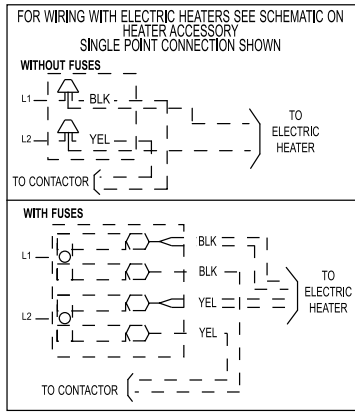 FOR WIRING WITH ELECTRIC HEATERS SEE SCHEMATIC ON
HEATER ACCESSORY
SINGLE POINT CONNECTION SHOWN
WITHOUT FUSES
L1
BLK
L2
YEL
TO
ELECTRIC
HEATER
TO CONTACTOR
WITH FUSES
L1
BLK
BLK
TO
ELECTRIC
HEATER
L2
YEL
YEL
TO CONTACTOR